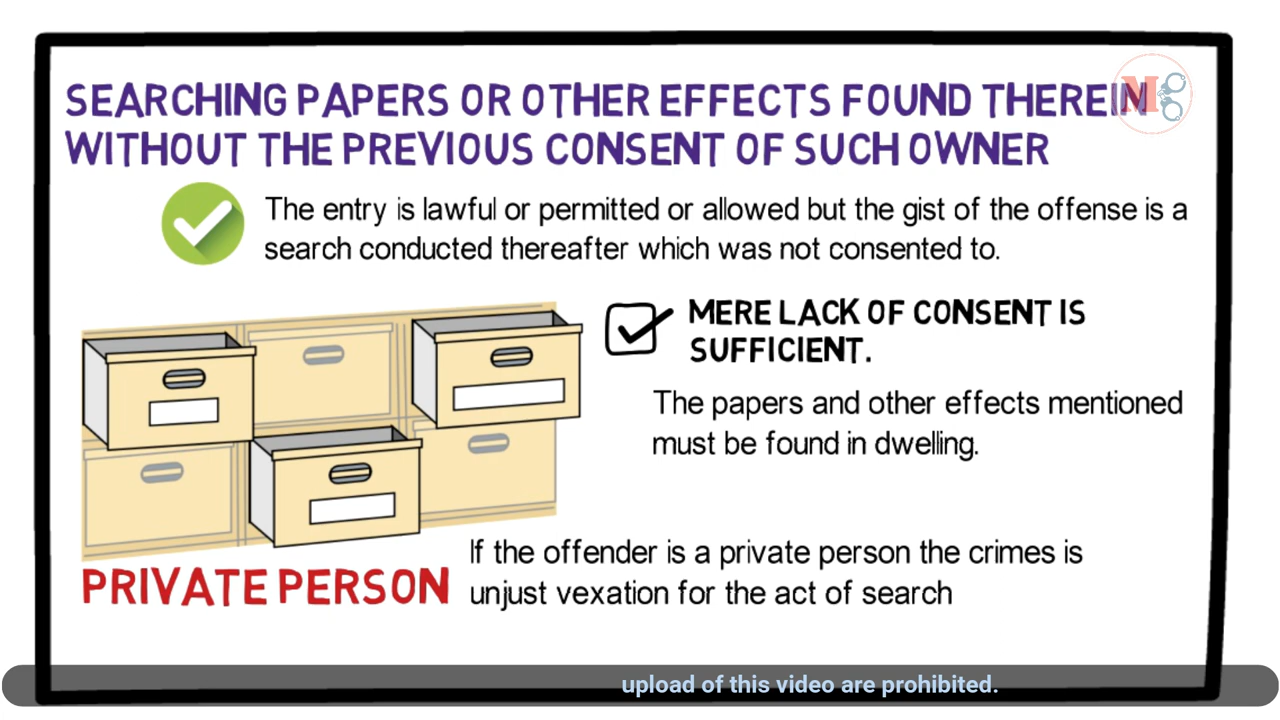 SEARCHING PAPERS OR OTHER EFFECTS FOUND THEREIN
WITHOUT THE PREVIOUS CONSENT OF SUCH OWNER
The entry is lawful or permitted or allowed but the gist of the offense is a
search conducted thereafter which was not consented to.
MERE LACK OF CONSENT IS
SUFFICIENT.
The papers and other effects mentioned
must be found in dwelling.
PRIVATE PERSON
If the offender is a private person the crimes is
unjust vexation for the act of search
upload of this video are prohibited.